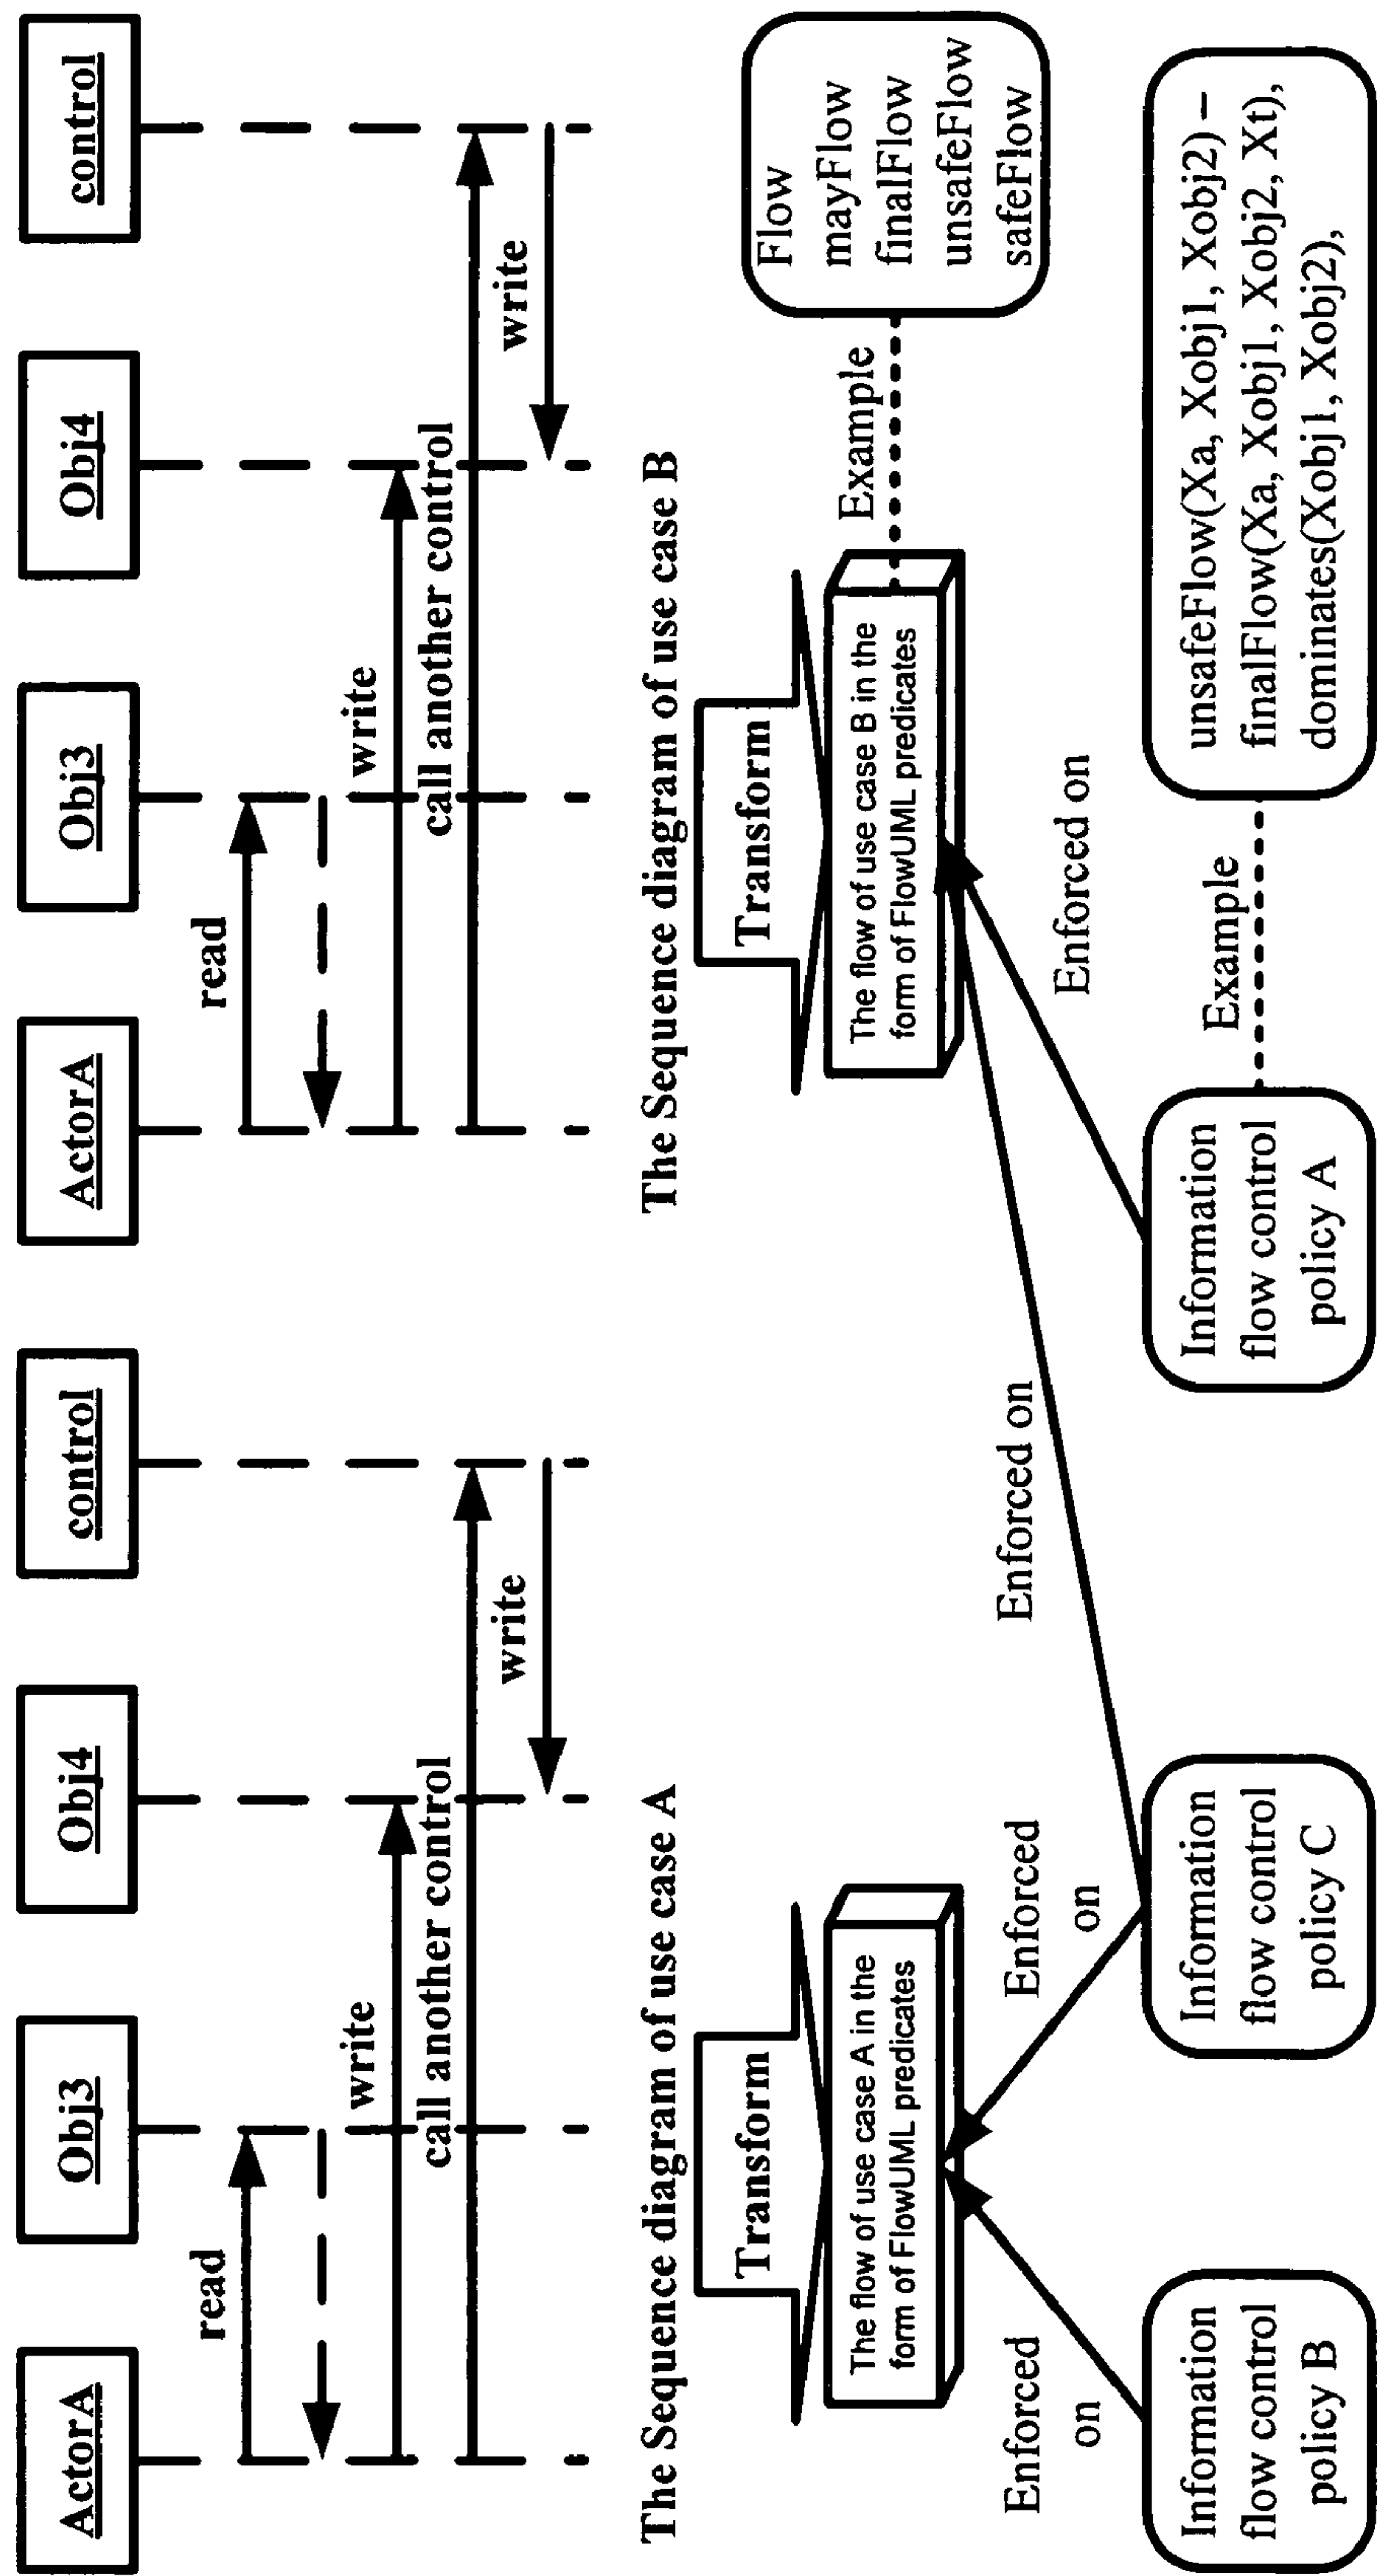 ActorA
Obj3
Obj4
control
read
write
call another control
write
The Sequence diagram of use case A
ActorA
Obj3
Obj4
control
read
write
call another control
write
The Sequence diagram of use case B
Transform
The flow of use case A in the
form of FlowUML predicates
Transform
The flow of use case B in the
form of FlowUML predicates
Example
Flow
mayFlow
finalFlow
unsafeFlow
safeFlow
Enforced
on
Enforced
on
Enforced on
Enforced on
Information
flow control
policy B
Information
flow control
policy C
Information
flow control
policy A
Example
unsafeFlow(Xa, Xobj1, Xobj2) –
finalFlow(Xa, Xobj1, Xobj2, Xt),
dominates(Xobj1, Xobj2),